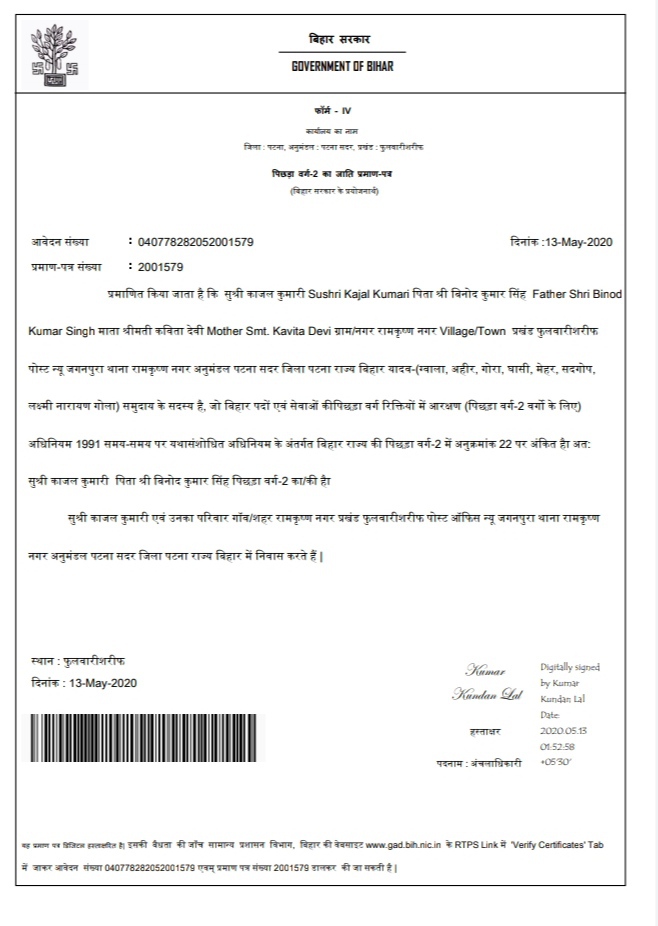 बिहार सरकार
GOVERNMENT OF BIHAR
फॉर्म - IV
कार्यालय का नाम
जिला : पटना, अनुमंडल : पटना सदर, प्रखंड : फुलवारीशरीफ
पिछड़ा वर्ग-2 का जाति प्रमाण-पत्र
(बिहार सरकार के प्रयोजनार्थ)
आवेदन संख्या : 040778282052001579 दिनांक :13-May-2020
प्रमाण-पत्र संख्या : 2001579
प्रमाणित किया जाता है कि सुश्री काजल कुमारी Sushri Kajal Kumari पिता श्री बिनोद कुमार सिंह Father Shri Binod
Kumar Singh माता श्रीमती कविता देवी Mother Smt. Kavita Devi ग्राम/नगर रामकृष्ण नगर Village/Town प्रखंड फुलवारीशरीफ
पोस्ट न्यू जगनपुरा थाना रामकृष्ण नगर अनुमंडल पटना सदर जिला पटना राज्य बिहार यादव-(ग्वाला, अहीर, गोरा, घासी, मेहर, सदगोप,
लक्ष्मी नारायण गोला) समुदाय के सदस्य है, जो बिहार पदों एवं सेवाओं कीपिछड़ा वर्ग रिक्तियों में आरक्षण (पिछड़ा वर्ग-2 वर्गो के लिए)
अधिनियम 1991 समय-समय पर यथासंशोधित अधिनियम के अंतर्गत बिहार राज्य की पिछड़ा वर्ग-2 में अनुक्रमांक 22 पर अंकित है। अत:
सुश्री काजल कुमारी पिता श्री बिनोद कुमार सिंह पिछड़ा वर्ग-2 का/की है।
सुश्री काजल कुमारी एवं उनका परिवार गाँव/शहर रामकृष्ण नगर प्रखंड फुलवारीशरीफ पोस्ट ऑफिस न्यू जगनपुरा थाना रामकृष्ण
नगर अनुमंडल पटना सदर जिला पटना राज्य बिहार में निवास करते हैं |
स्थान : फुलवारीशरीफ
दिनांक : 13-May-2020
Kumar
Kundan Lal
Digitally signed
by Kumar
Kundan Lal
Date:
2020.05.13
01:52:58
+05'30'
हस्ताक्षर
पदनाम : अंचलाधिकारी
यह प्रमाण पत्र डिजिटल हस्ताक्षरित है| इसकी वैधता की जाँच सामान्य प्रशासन विभाग, बिहार की वेबसाइट www.gad.bih.nic.in के RTPS Link में 'Verify Certificates' Tab
में जाकर आवेदन संख्या 040778282052001579 एवम् प्रमाण पत्र संख्या 2001579 डालकर की जा सकती हैं |